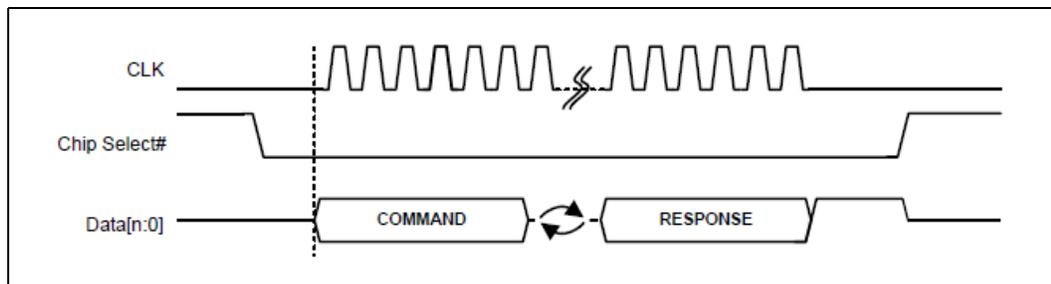 CLK
Chip Select#
Data[n:0]
COMMAND
RESPONSE